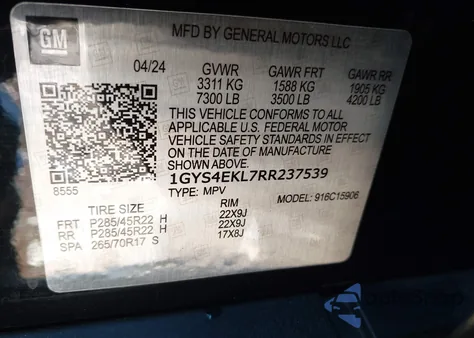 GM
MFD BY GENERAL MOTORS LLC
04/24 GVWR GAWR FRT GAWR RR
3311 KG 1588 KG 1905 KG
7300 LB 3500 LB 4200 LB
THIS VEHICLE CONFORMS TO ALL
APPLICABLE U.S. FEDERAL MOTOR
VEHICLE SAFETY STANDARDS IN EFFECT
ON THE DATE OF MANUFACTURE
SHOWN ABOVE.
8555 1GYS4EKL7RR237539
TYPE: MPV MODEL: 916C15906
TIRE SIZE RIM
FRT P285/45R22 H 22X9J
RR P285/45R22 H 22X9J
SPA 265/70R17 S 17X8J